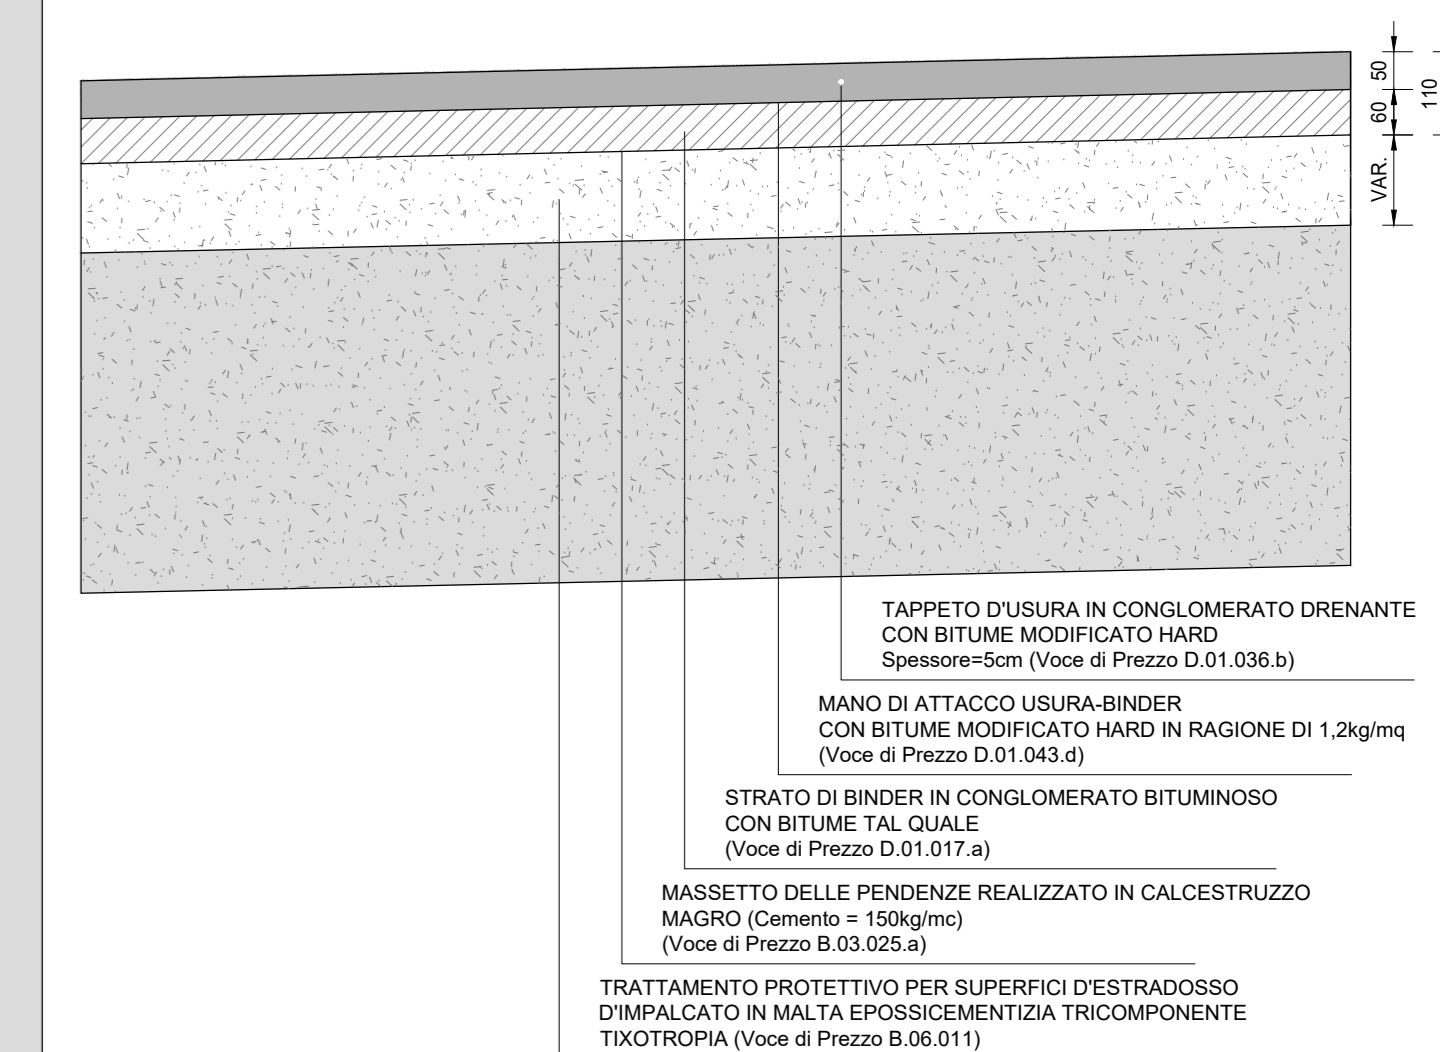 50
60
110
VAR.
TAPPETO D'USURA IN CONGLOMERATO DRENANTE
CON BITUME MODIFICATO HARD
Spessore=5cm (Voce di Prezzo D.01.036.b)
MANO DI ATTACCO USURA-BINDER
CON BITUME MODIFICATO HARD IN RAGIONE DI 1,2kg/mq
(Voce di Prezzo D.01.043.d)
STRATO DI BINDER IN CONGLOMERATO BITUMINOSO
CON BITUME TAL QUALE
(Voce di Prezzo D.01.017.a)
MASSETTO DELLE PENDENZE REALIZZATO IN CALCESTRUZZO
MAGRO (Cemento = 150kg/mc)
(Voce di Prezzo B.03.025.a)
TRATTAMENTO PROTETTIVO PER SUPERFICI D'ESTRADOSSO
D'IMPALCATO IN MALTA EPOSSICEMENTIZIA TRICOMPONENTE
TIXOTROPIA (Voce di Prezzo B.06.011)